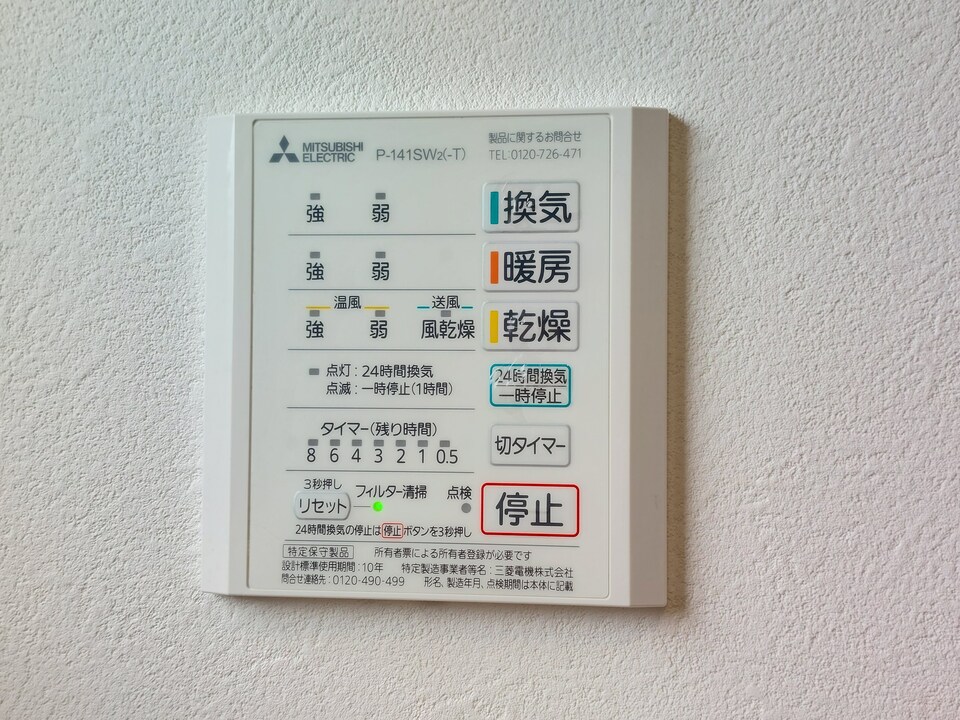 MITSUBISHI ELECTRIC P-141SW2(-T)
製品に関するお問合せ
TEL:0120-726-471
強 弱 換気
強 弱 暖房
温風 送風
強 弱 風乾燥 乾燥
点灯：24時間換気
点滅：一時停止(1時間)
24時間換気
一時停止
タイマー(残り時間)
8 6 4 3 2 1 0.5
切タイマー
3秒押し
リセット フィルター清掃 点検
停止
24時間換気の停止は停止ボタンを3秒押し
特定保守製品 所有者票による所有者登録が必要です
設計標準使用期間：10年 特定製造事業者等名：三菱電機株式会社
問合せ連絡先：0120-490-499 形名、製造年月、点検期間は本体に記載